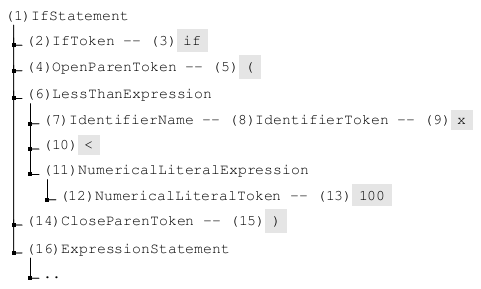 (1)IfStatement
(2)IfToken -- (3) if
(4)OpenParenToken -- (5) (
(6)LessThanExpression
(7)IdentifierName -- (8)IdentifierToken -- (9) x
(10) <
(11)NumericalLiteralExpression
(12)NumericalLiteralToken -- (13) 100
(14)CloseParenToken -- (15) )
(16)ExpressionStatement
..